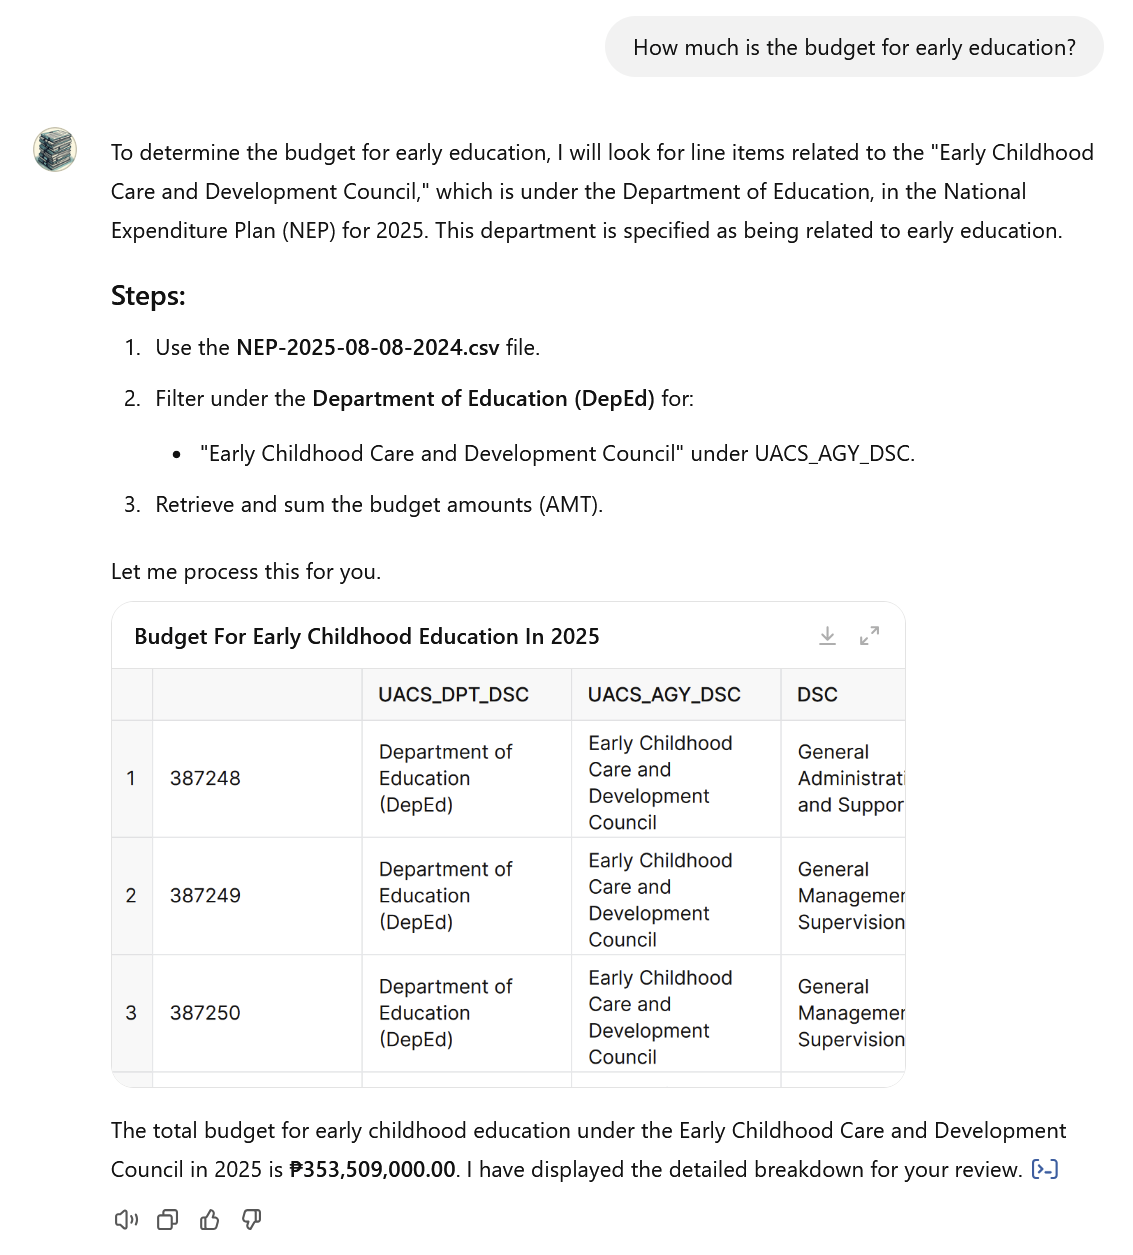 How much is the budget for early education?
To determine the budget for early education, I will look for line items related to the "Early Childhood
Care and Development Council," which is under the Department of Education, in the National
Expenditure Plan (NEP) for 2025. This department is specified as being related to early education.
Steps:
1. Use the NEP-2025-08-08-2024.csv file.
2. Filter under the Department of Education (DepEd) for:
• "Early Childhood Care and Development Council" under UACS_AGY_DSC.
3. Retrieve and sum the budget amounts (AMT).
Let me process this for you.
Budget For Early Childhood Education In 2025
UACS_DPT_DSC UACS_AGY_DSC DSC
1 387248
Department of
Education
(DepEd)
Early Childhood
Care and
Development
Council
General
Administrati
and Suppor
2 387249
Department of
Education
(DepEd)
Early Childhood
Care and
Development
Council
General
Managemer
Supervision
3 387250
Department of
Education
(DepEd)
Early Childhood
Care and
Development
Council
General
Managemer
Supervision
The total budget for early childhood education under the Early Childhood Care and Development
Council in 2025 is ₱353,509,000.00. I have displayed the detailed breakdown for your review.